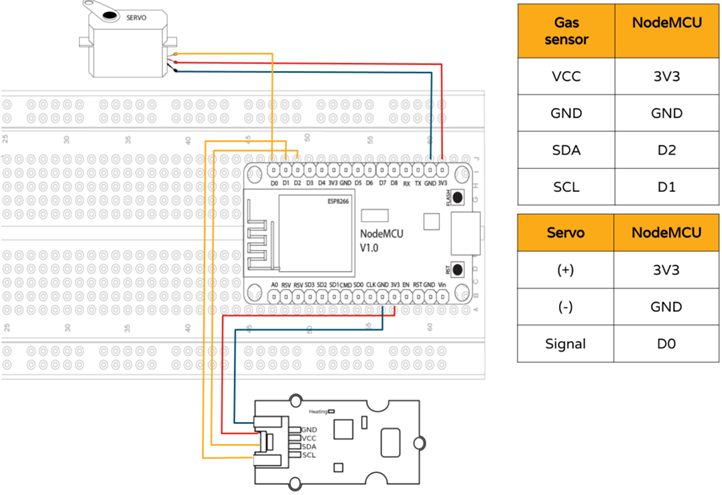 SERVO
25 30 35 40 45 50 55 60
J
I
H
G
F
D0 D1 D2 D3 D4 3V3 GND D5 D6 D7 D8 RX TX GND 3V3
ESP8266
FLASH
NodeMCU
V1.0
RST
A0 RSV RSV SD3 SD2 SD1 CMD SD0 CLK GND 3V3 EN RST GND Vin
E
D
C
B
A
25 30 35 40 45 50 55 60
Heating
GND
VCC
SDA
SCL
Gas sensor NodeMCU
VCC 3V3
GND GND
SDA D2
SCL D1
Servo NodeMCU
(+) 3V3
(-) GND
Signal D0